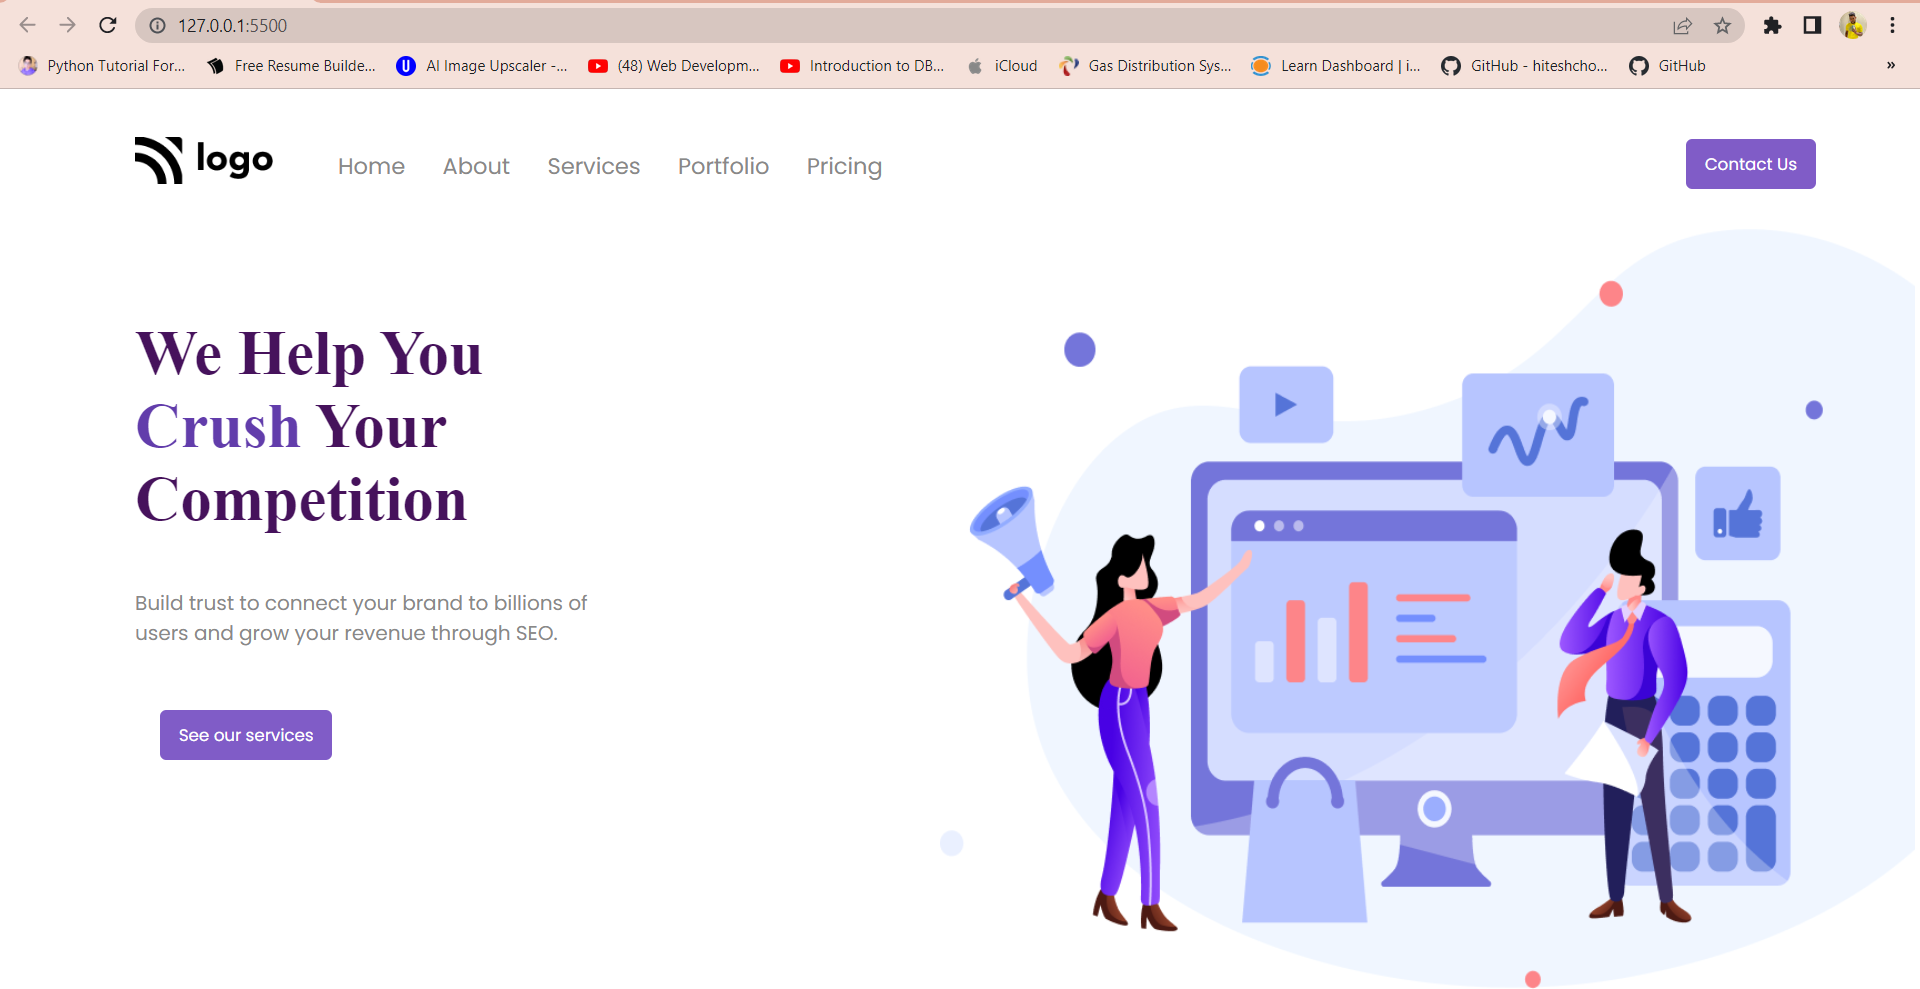 127.0.0.1:5500
Python Tutorial For... Free Resume Builde... U AI Image Upscaler -... (48) Web Developm... Introduction to DB... iCloud Gas Distribution Sys... Learn Dashboard | i... GitHub - hiteshcho... GitHub »
logo Home About Services Portfolio Pricing Contact Us
We Help You
Crush Your
Competition
Build trust to connect your brand to billions of
users and grow your revenue through SEO.
See our services